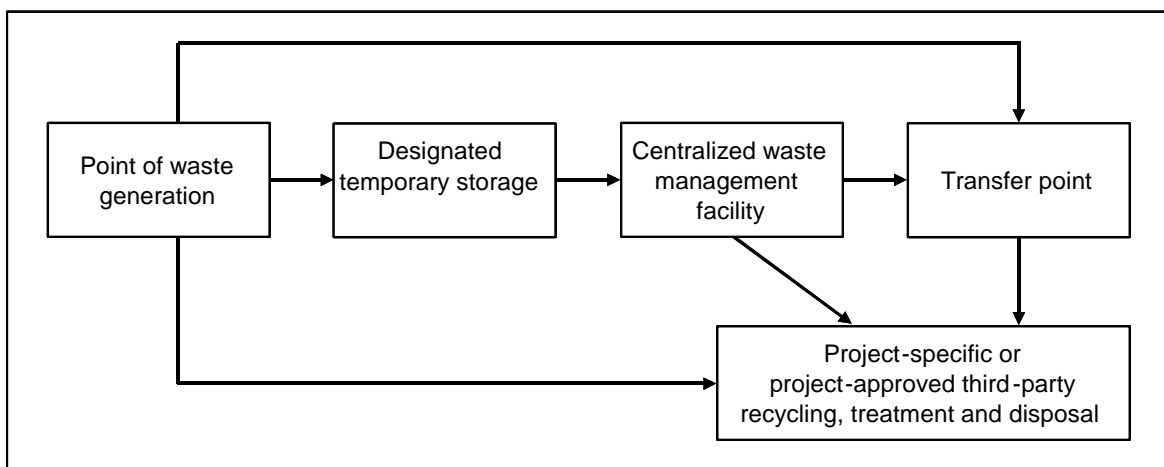 Point of waste
generation
Designated
temporary storage
Centralized waste
management
facility
Transfer point
Project-specific or
project-approved third-party
recycling, treatment and disposal